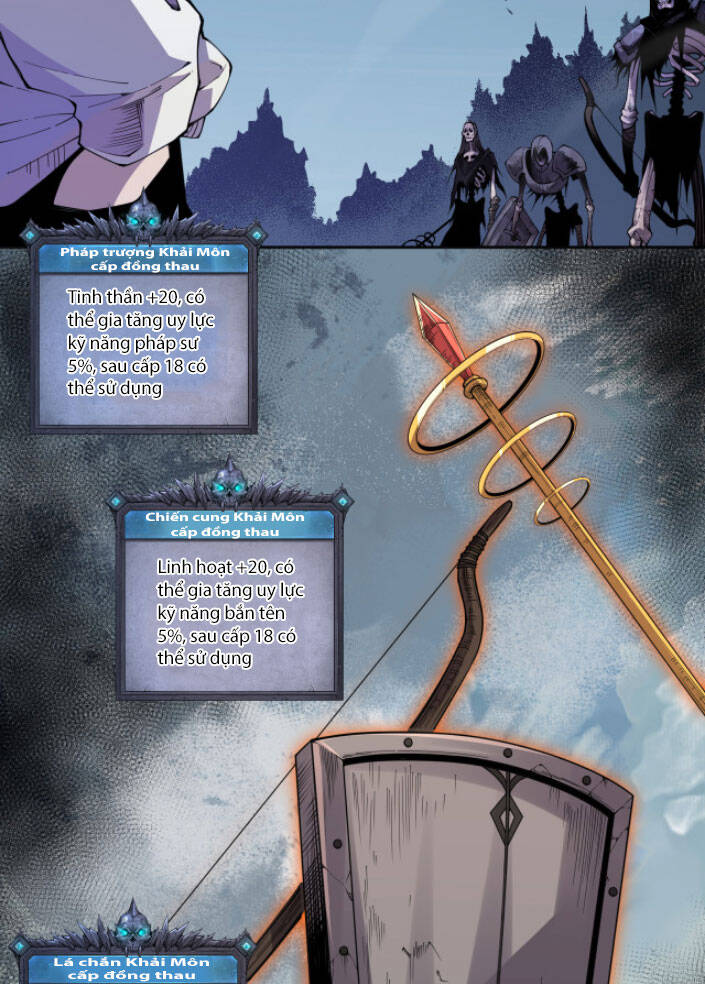 Pháp trượng Khải Môn
cấp đồng thau
Tinh thần +20, có
thể gia tăng uy lực
kỹ năng pháp sư
5%, sau cấp 18 có
thể sử dụng
Chiến cung Khải Môn
cấp đồng thau
Linh hoạt +20, có
thể gia tăng uy lực
kỹ năng bắn tên
5%, sau cấp 18 có
thể sử dụng
Lá chắn Khải Môn
cấp đồng thau